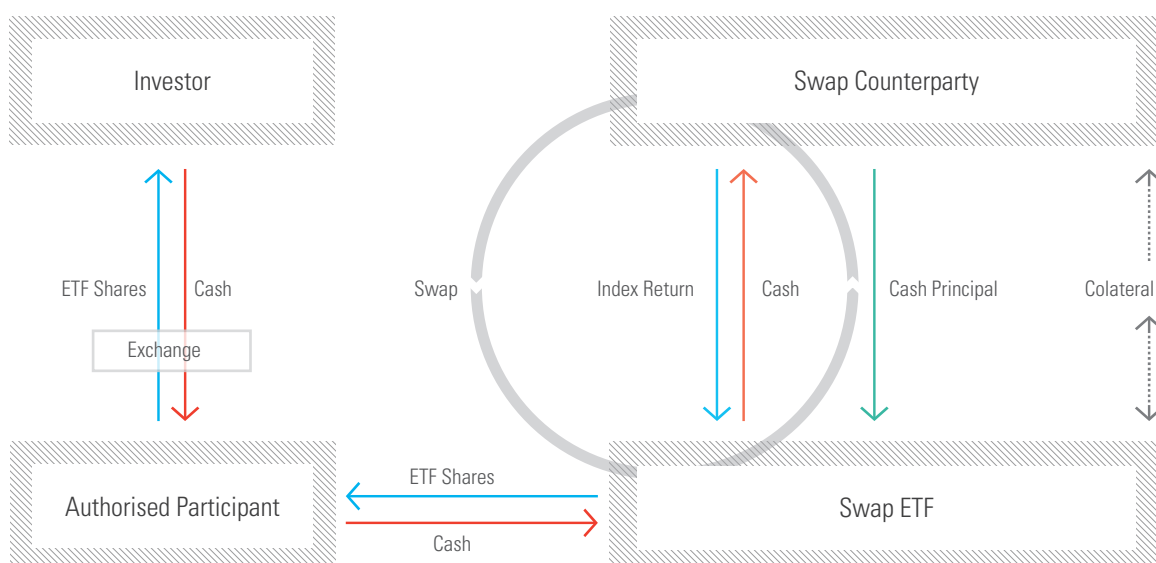 Investor
Swap Counterparty
ETF Shares
Cash
Swap
Index Return
Cash
Cash Principal
Colateral
Exchange
ETF Shares
Authorised Participant
Swap ETF
Cash